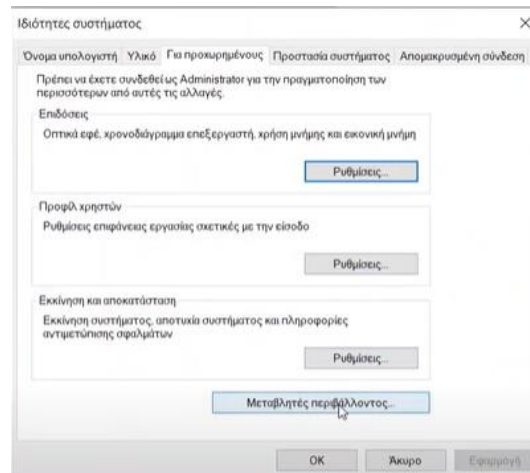 Ιδιότητες συστήματος
Όνομα υπολογιστή Υλικό Για προχωρημένους Προστασία συστήματος Απομακρυσμένη σύνδεση
Πρέπει να έχετε συνδεθεί ως Administrator για την πραγματοποίηση των
περισσότερων από αυτές τις αλλαγές.
Επιδόσεις
Οπτικά εφέ, χρονοδιάγραμμα επεξεργαστή, χρήση μνήμης και εικονική μνήμη
Ρυθμίσεις...
Προφίλ χρηστών
Ρυθμίσεις επιφάνειας εργασίας σχετικές με την είσοδο
Ρυθμίσεις...
Εκκίνηση και αποκατάσταση
Εκκίνηση συστήματος, αποτυχία συστήματος και πληροφορίες
αντιμετώπισης σφαλμάτων
Ρυθμίσεις...
Μεταβλητές περιβάλλοντος...
OK Άκυρο Εφαρμογή